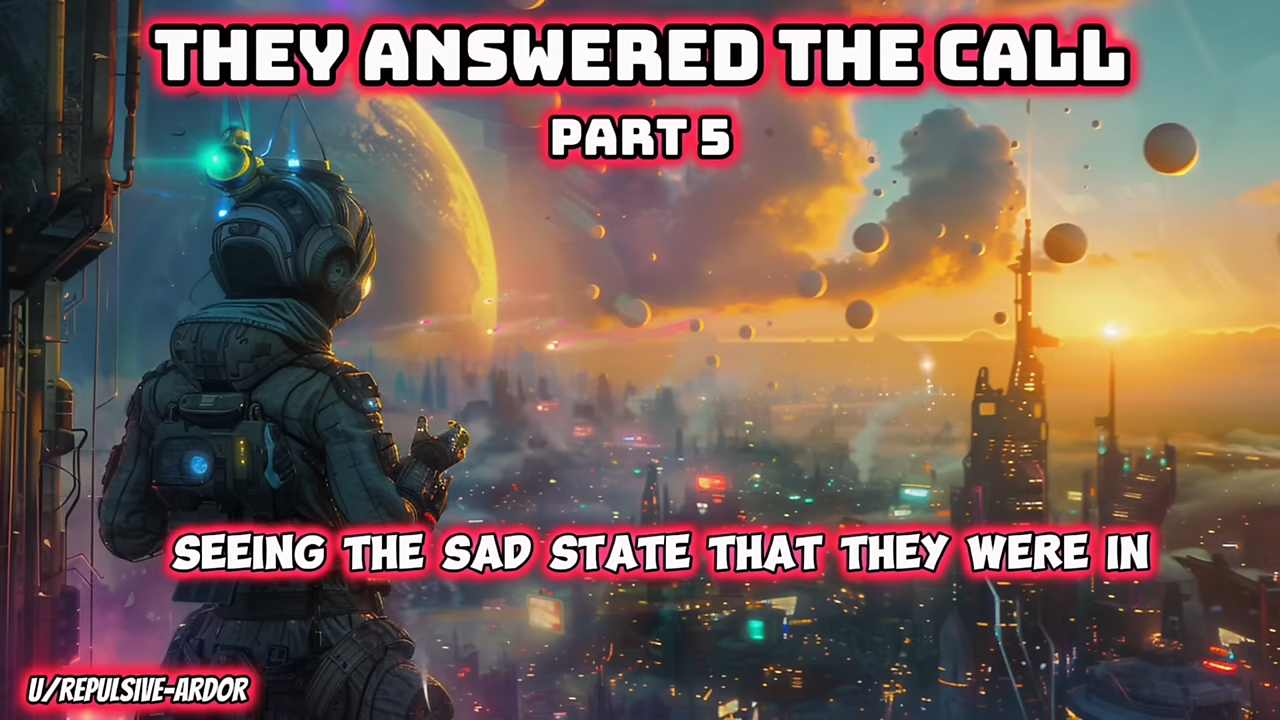 THEY ANSWERED THE CALL
PART 5
SEEING THE SAD STATE THAT THEY WERE IN
U/REPULSIVE-ARDOR